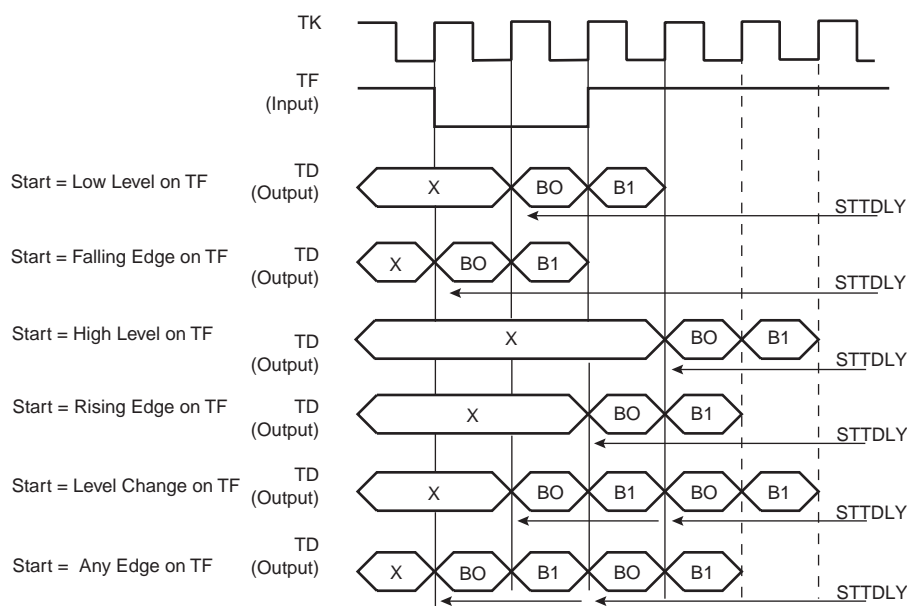 TK
TF
(Input)
Start = Low Level on TF
TD
(Output)
X
BO
B1
STTDLY
Start = Falling Edge on TF
TD
(Output)
X
BO
B1
STTDLY
Start = High Level on TF
TD
(Output)
X
BO
B1
STTDLY
Start = Rising Edge on TF
TD
(Output)
X
BO
B1
STTDLY
Start = Level Change on TF
TD
(Output)
X
BO
B1
BO
B1
STTDLY
Start = Any Edge on TF
TD
(Output)
X
BO
B1
BO
B1
STTDLY